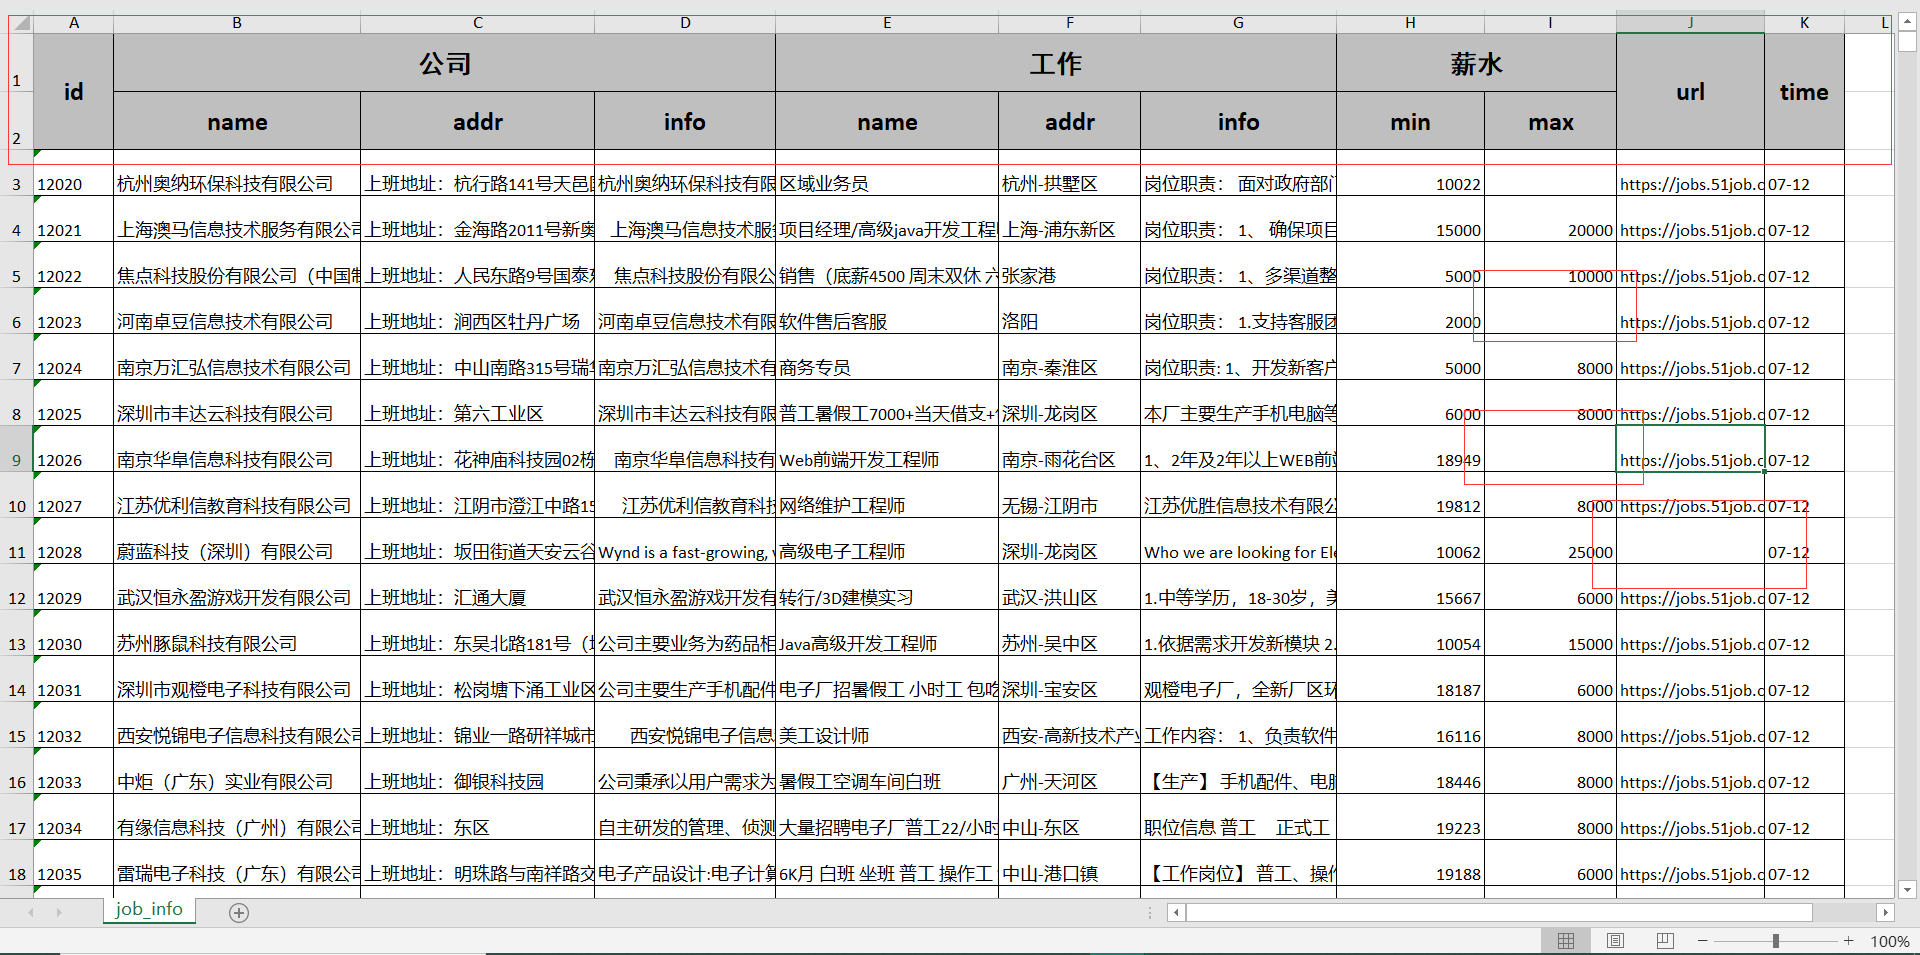 A B C D E F G H I J K L
1 id 公司 工作 薪水 url time
2 name addr info name addr info min max
3 12020 杭州奥纳环保科技有限公司 上班地址：杭行路141号天邑 杭州奥纳环保科技有限 区域业务员 杭州-拱墅区 岗位职责： 面对政府部门 10022 https://jobs.51job.c 07-12
4 12021 上海澳马信息技术服务有限公司 上班地址：金海路2011号新奥 上海澳马信息技术服 项目经理/高级java开发工程 上海-浦东新区 岗位职责： 1、 确保项目 15000 20000 https://jobs.51job.c 07-12
5 12022 焦点科技股份有限公司（中国制 上班地址：人民东路9号国泰 焦点科技股份有限公 销售（底薪4500 周末双休 六 张家港 岗位职责： 1、多渠道整 5000 10000 https://jobs.51job.c 07-12
6 12023 河南卓豆信息技术有限公司 上班地址：涧西区牡丹广场 河南卓豆信息技术有限 软件售后客服 洛阳 岗位职责： 1.支持客服团 2000 https://jobs.51job.c 07-12
7 12024 南京万汇弘信息技术有限公司 上班地址：中山南路315号瑞华 南京万汇弘信息技术有 商务专员 南京-秦淮区 岗位职责: 1、开发新客户 5000 8000 https://jobs.51job.c 07-12
8 12025 深圳市丰达云科技有限公司 上班地址：第六工业区 深圳市丰达云科技有限 普工暑假工7000+当天借支+ 深圳-龙岗区 本厂主要生产手机电脑等 6000 8000 https://jobs.51job.c 07-12
9 12026 南京华阜信息科技有限公司 上班地址：花神庙科技园02栋 南京华阜信息科技有 Web前端开发工程师 南京-雨花台区 1、2年及2年以上WEB前端 18949 https://jobs.51job.c 07-12
10 12027 江苏优利信教育科技有限公司 上班地址：江阴市澄江中路15 江苏优利信教育科技 网络维护工程师 无锡-江阴市 江苏优胜信息技术有限公 19812 8000 https://jobs.51job.c 07-12
11 12028 蔚蓝科技（深圳）有限公司 上班地址：坂田街道天安云谷 Wynd is a fast-growing, v 高级电子工程师 深圳-龙岗区 Who we are looking for Ele 10062 25000 07-12
12 12029 武汉恒永盈游戏开发有限公司 上班地址：汇通大厦 武汉恒永盈游戏开发有 转行/3D建模实习 武汉-洪山区 1.中等学历，18-30岁，美 15667 6000 https://jobs.51job.c 07-12
13 12030 苏州豚鼠科技有限公司 上班地址：东吴北路181号（ 公司主要业务为药品相 Java高级开发工程师 苏州-吴中区 1.依据需求开发新模块 2. 10054 15000 https://jobs.51job.c 07-12
14 12031 深圳市观橙电子科技有限公司 上班地址：松岗塘下涌工业区 公司主要生产手机配件 电子厂招暑假工 小时工 包吃 深圳-宝安区 观橙电子厂，全新厂区环 18187 6000 https://jobs.51job.c 07-12
15 12032 西安悦锦电子信息科技有限公司 上班地址：锦业一路研祥城市 西安悦锦电子信息 美工设计师 西安-高新技术产业 工作内容： 1、负责软件 16116 8000 https://jobs.51job.c 07-12
16 12033 中炬（广东）实业有限公司 上班地址：御银科技园 公司秉承以用户需求为 暑假工空调车间白班 广州-天河区 【生产】 手机配件、电脑 18446 8000 https://jobs.51job.c 07-12
17 12034 有缘信息科技（广州）有限公司 上班地址：东区 自主研发的管理、侦测 大量招聘电子厂普工22/小时 中山-东区 职位信息 普工 正式工 19223 8000 https://jobs.51job.c 07-12
18 12035 雷瑞电子科技（广东）有限公司 上班地址：明珠路与南祥路交 电子产品设计:电子计算 6K月 白班 坐班 普工 操作工 中山-港口镇 【工作岗位】 普工、操作 19188 6000 https://jobs.51job.c 07-12
job_info
100%